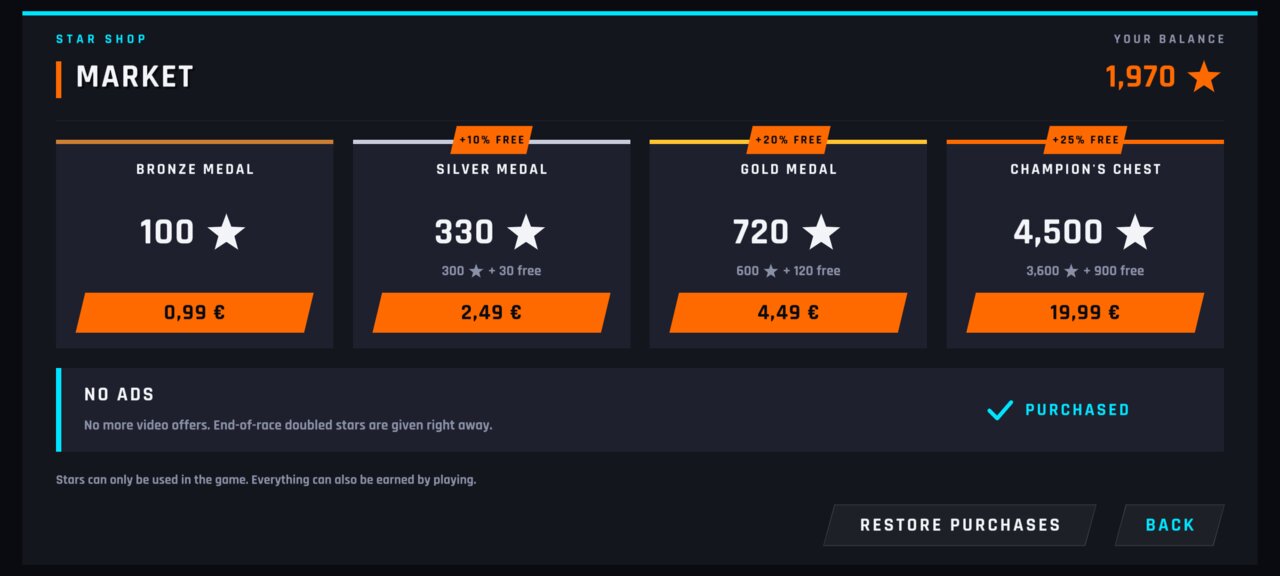 STAR SHOP
YOUR BALANCE
MARKET
1,970
+10% FREE
+20% FREE
+25% FREE
BRONZE MEDAL
SILVER MEDAL
GOLD MEDAL
CHAMPION'S CHEST
100
330
720
4,500
300 ★ + 30 free
600 ★ + 120 free
3,600 ★ + 900 free
0,99 €
2,49 €
4,49 €
19,99 €
NO ADS
No more video offers. End-of-race doubled stars are given right away.
PURCHASED
Stars can only be used in the game. Everything can also be earned by playing.
RESTORE PURCHASES
BACK